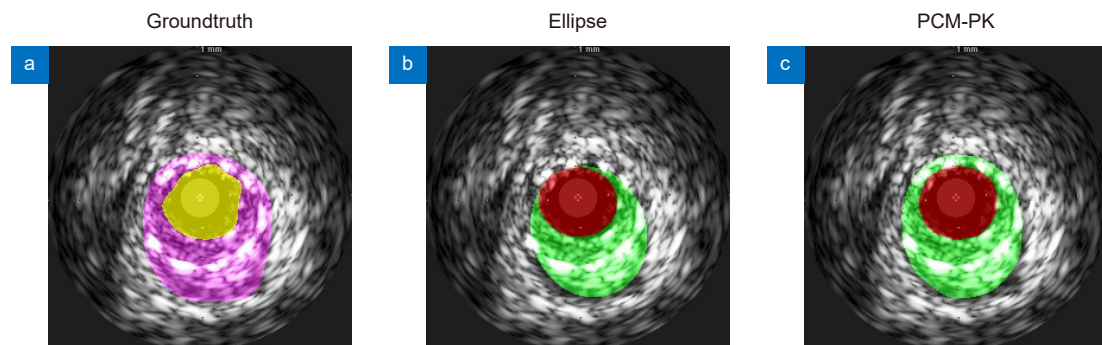 Groundtruth
Ellipse
PCM-PK
a
1 mm
b
1 mm
c
1 mm